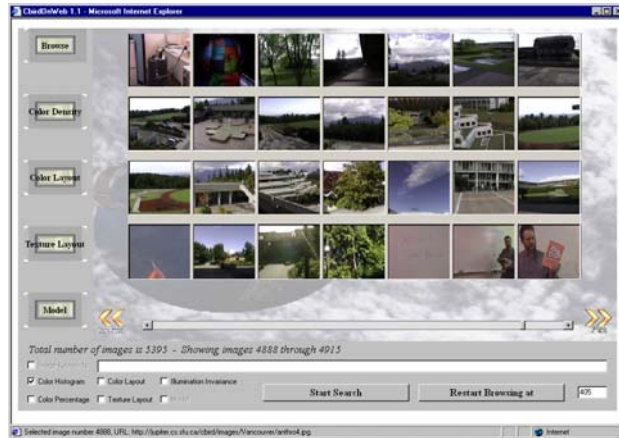 CbirdOnWeb 1.1 - Microsoft Internet Explorer
Browse
Color Density
Color Layout
Texture Layout
Model
Total number of images is 5395 - Showing images 4888 through 4915
Color Histogram Color Layout Illumination Invariance
Color Percentage Texture Layout Model
Start Search Restart Browsing at 405
Selected image number 4888, URL: http://jupiter.cs.sfu.ca/cbird/images/Vancouver/anthro4.jpg Internet